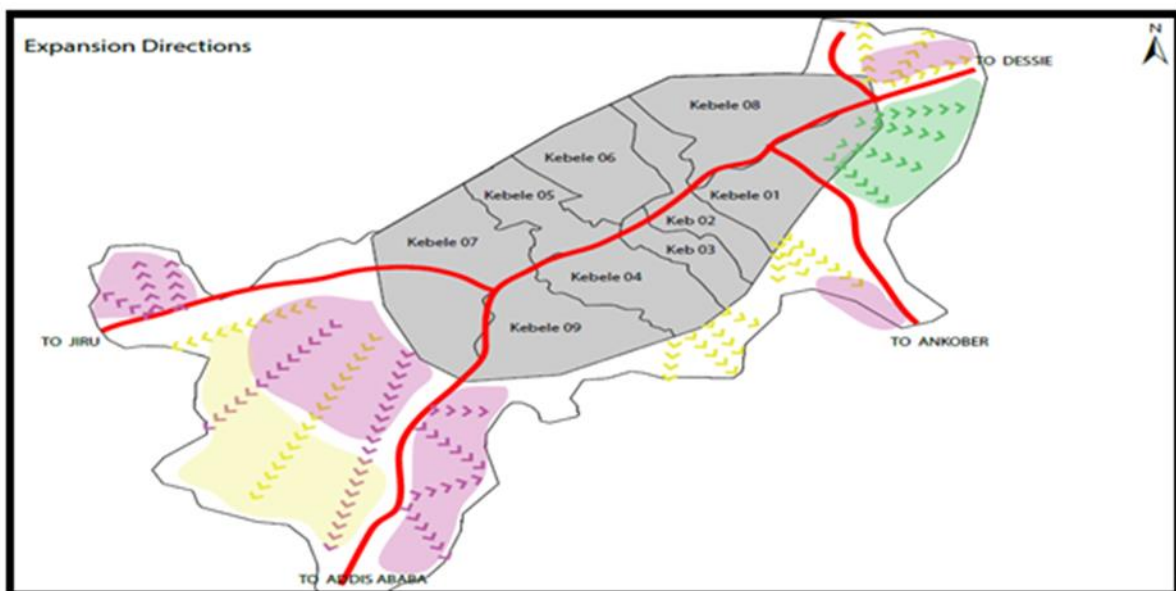 Expansion Directions
N
TO DESSIE
Kebele 08
Kebele 06
Kebele 05
Kebele 01
Keb 02
Kebele 07
Keb 03
Kebele 04
Kebele 09
TO JIRU
TO ANKOBER
TO ADDIS ABABA